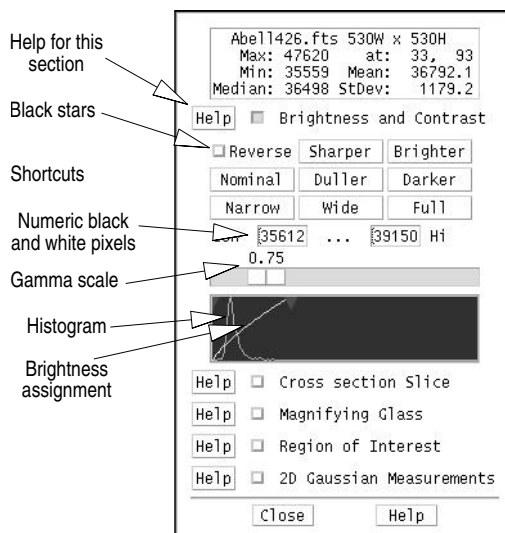 Abell426.fts 530W x 530H
Max: 47620 at: 33, 93
Min: 35559 Mean: 36792.1
Median: 36498 StDev: 1179.2
Help for this
section
Help Brightness and Contrast
Black stars
Reverse Sharper Brighter
Shortcuts
Nominal Duller Darker
Narrow Wide Full
Numeric black
and white pixels
35612 ... 39150 Hi
0.75
Gamma scale
Histogram
Brightness
assignment
Help Cross section Slice
Help Magnifying Glass
Help Region of Interest
Help 2D Gaussian Measurements
Close Help